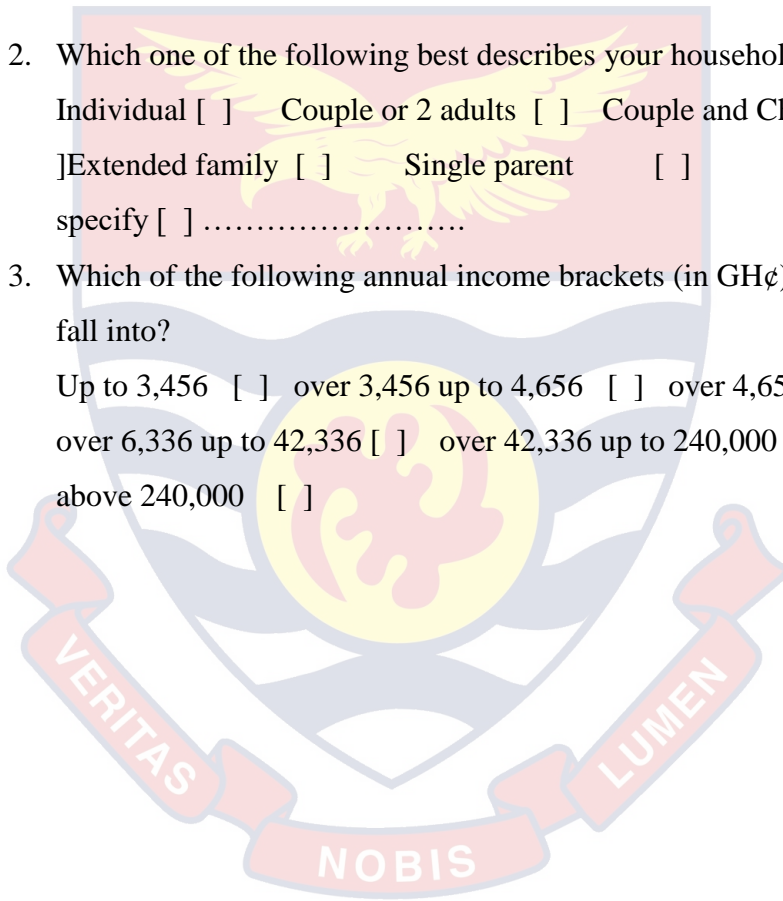 2. Which one of the following best describes your househol
Individual [ ] Couple or 2 adults [ ] Couple and Cl
]Extended family [ ] Single parent [ ]
specify [ ] ……………………….
3. Which of the following annual income brackets (in GH¢)
fall into?
Up to 3,456 [ ] over 3,456 up to 4,656 [ ] over 4,65
over 6,336 up to 42,336 [ ] over 42,336 up to 240,000
above 240,000 [ ]
VERITAS
NOBIS
LUMEN